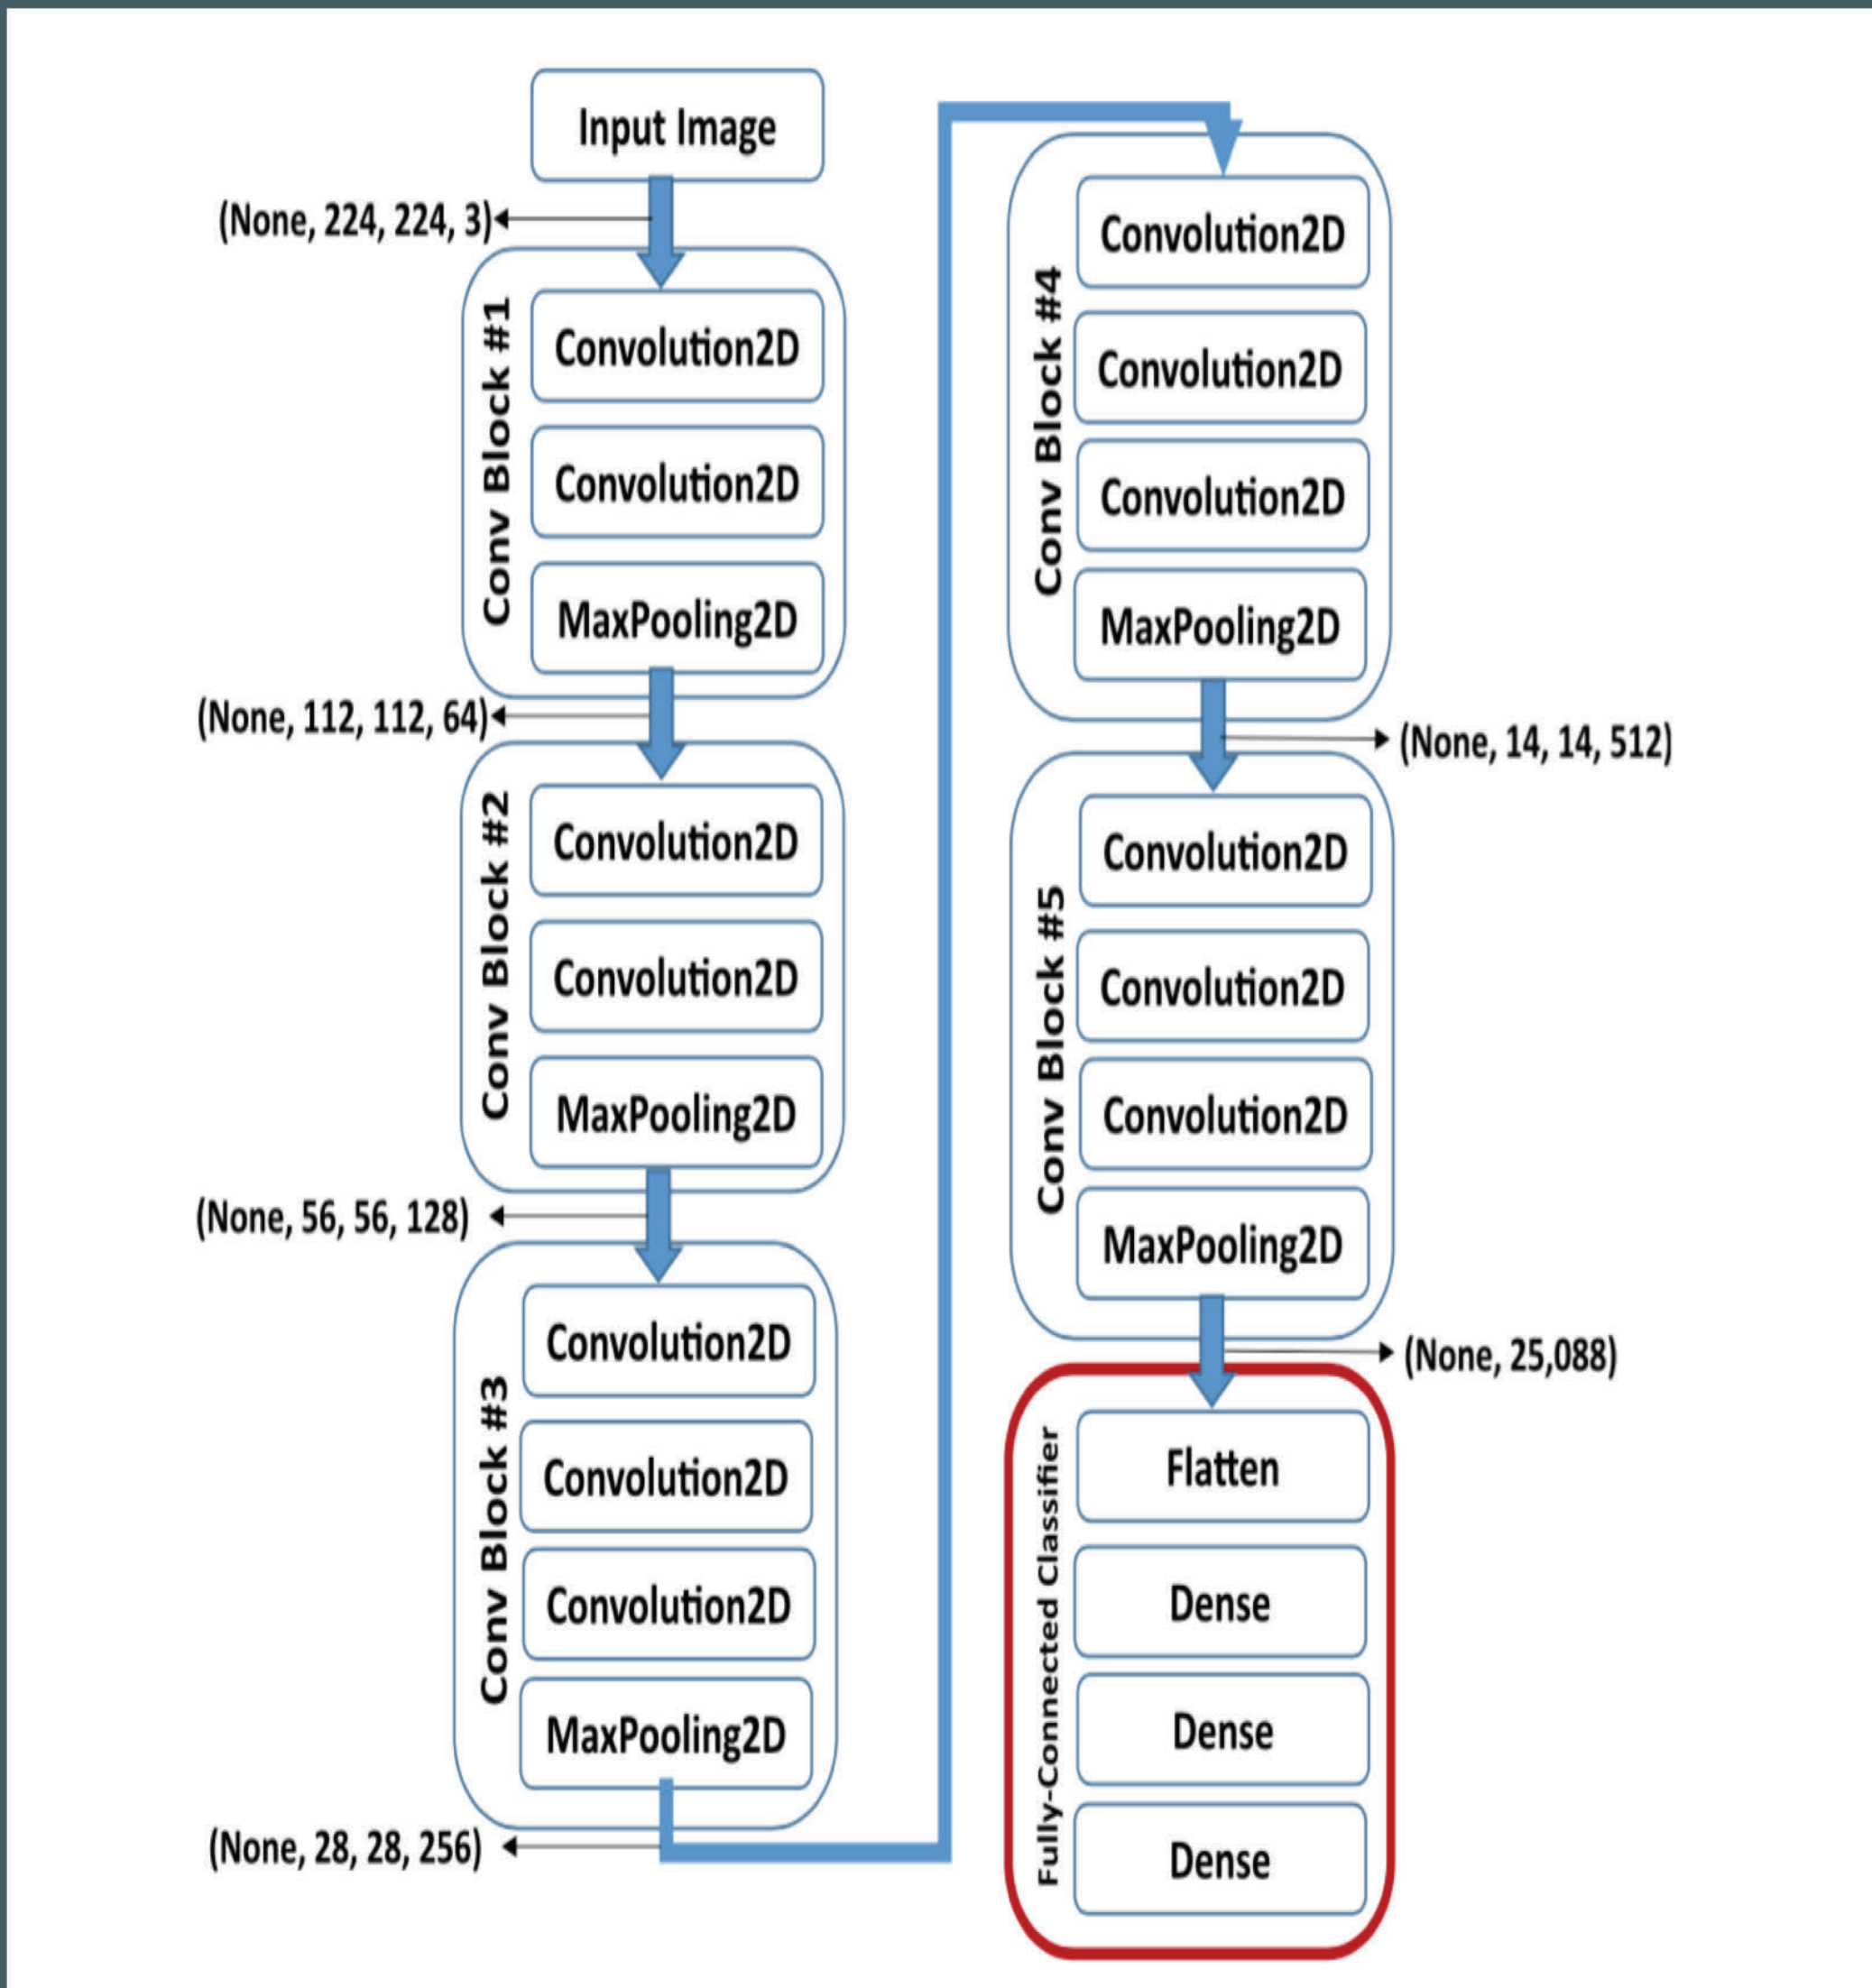 Input Image
(None, 224, 224, 3)
Conv Block #1
Convolution2D
Convolution2D
MaxPooling2D
(None, 112, 112, 64)
Conv Block #2
Convolution2D
Convolution2D
MaxPooling2D
(None, 56, 56, 128)
Conv Block #3
Convolution2D
Convolution2D
Convolution2D
MaxPooling2D
(None, 28, 28, 256)
Conv Block #4
Convolution2D
Convolution2D
Convolution2D
MaxPooling2D
(None, 14, 14, 512)
Conv Block #5
Convolution2D
Convolution2D
Convolution2D
MaxPooling2D
(None, 25,088)
Fully-Connected Classifier
Flatten
Dense
Dense
Dense